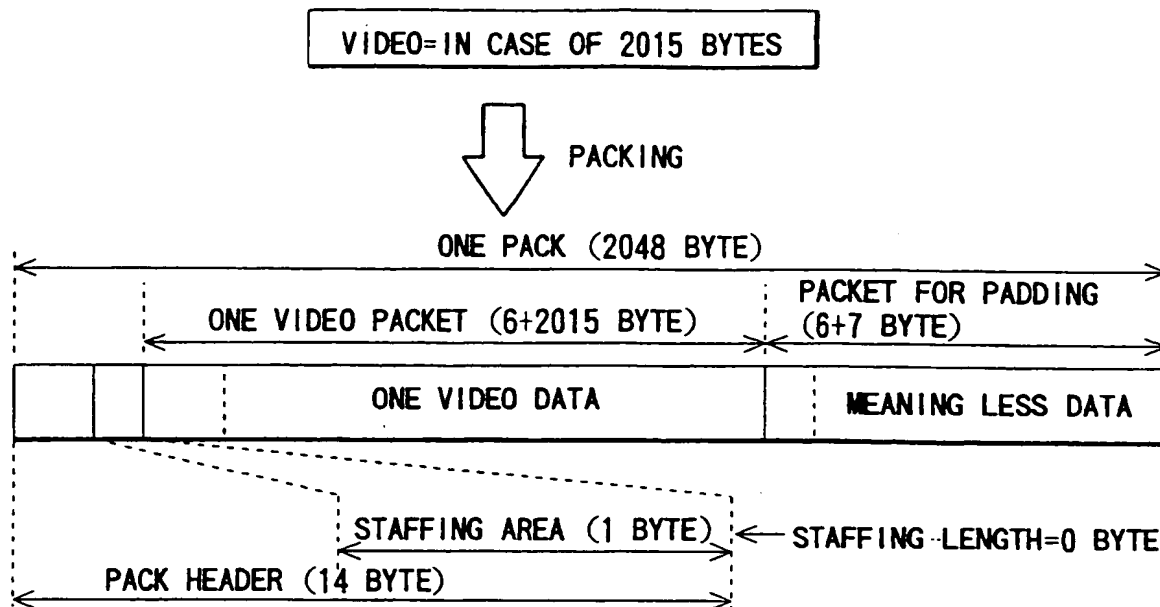 VIDEO=IN CASE OF 2015 BYTES
PACKING
ONE PACK (2048 BYTE)
PACKET FOR PADDING
(6+7 BYTE)
ONE VIDEO PACKET (6+2015 BYTE)
ONE VIDEO DATA
MEANING LESS DATA
STAFFING AREA (1 BYTE)
STAFFING LENGTH=0 BYTE
PACK HEADER (14 BYTE)